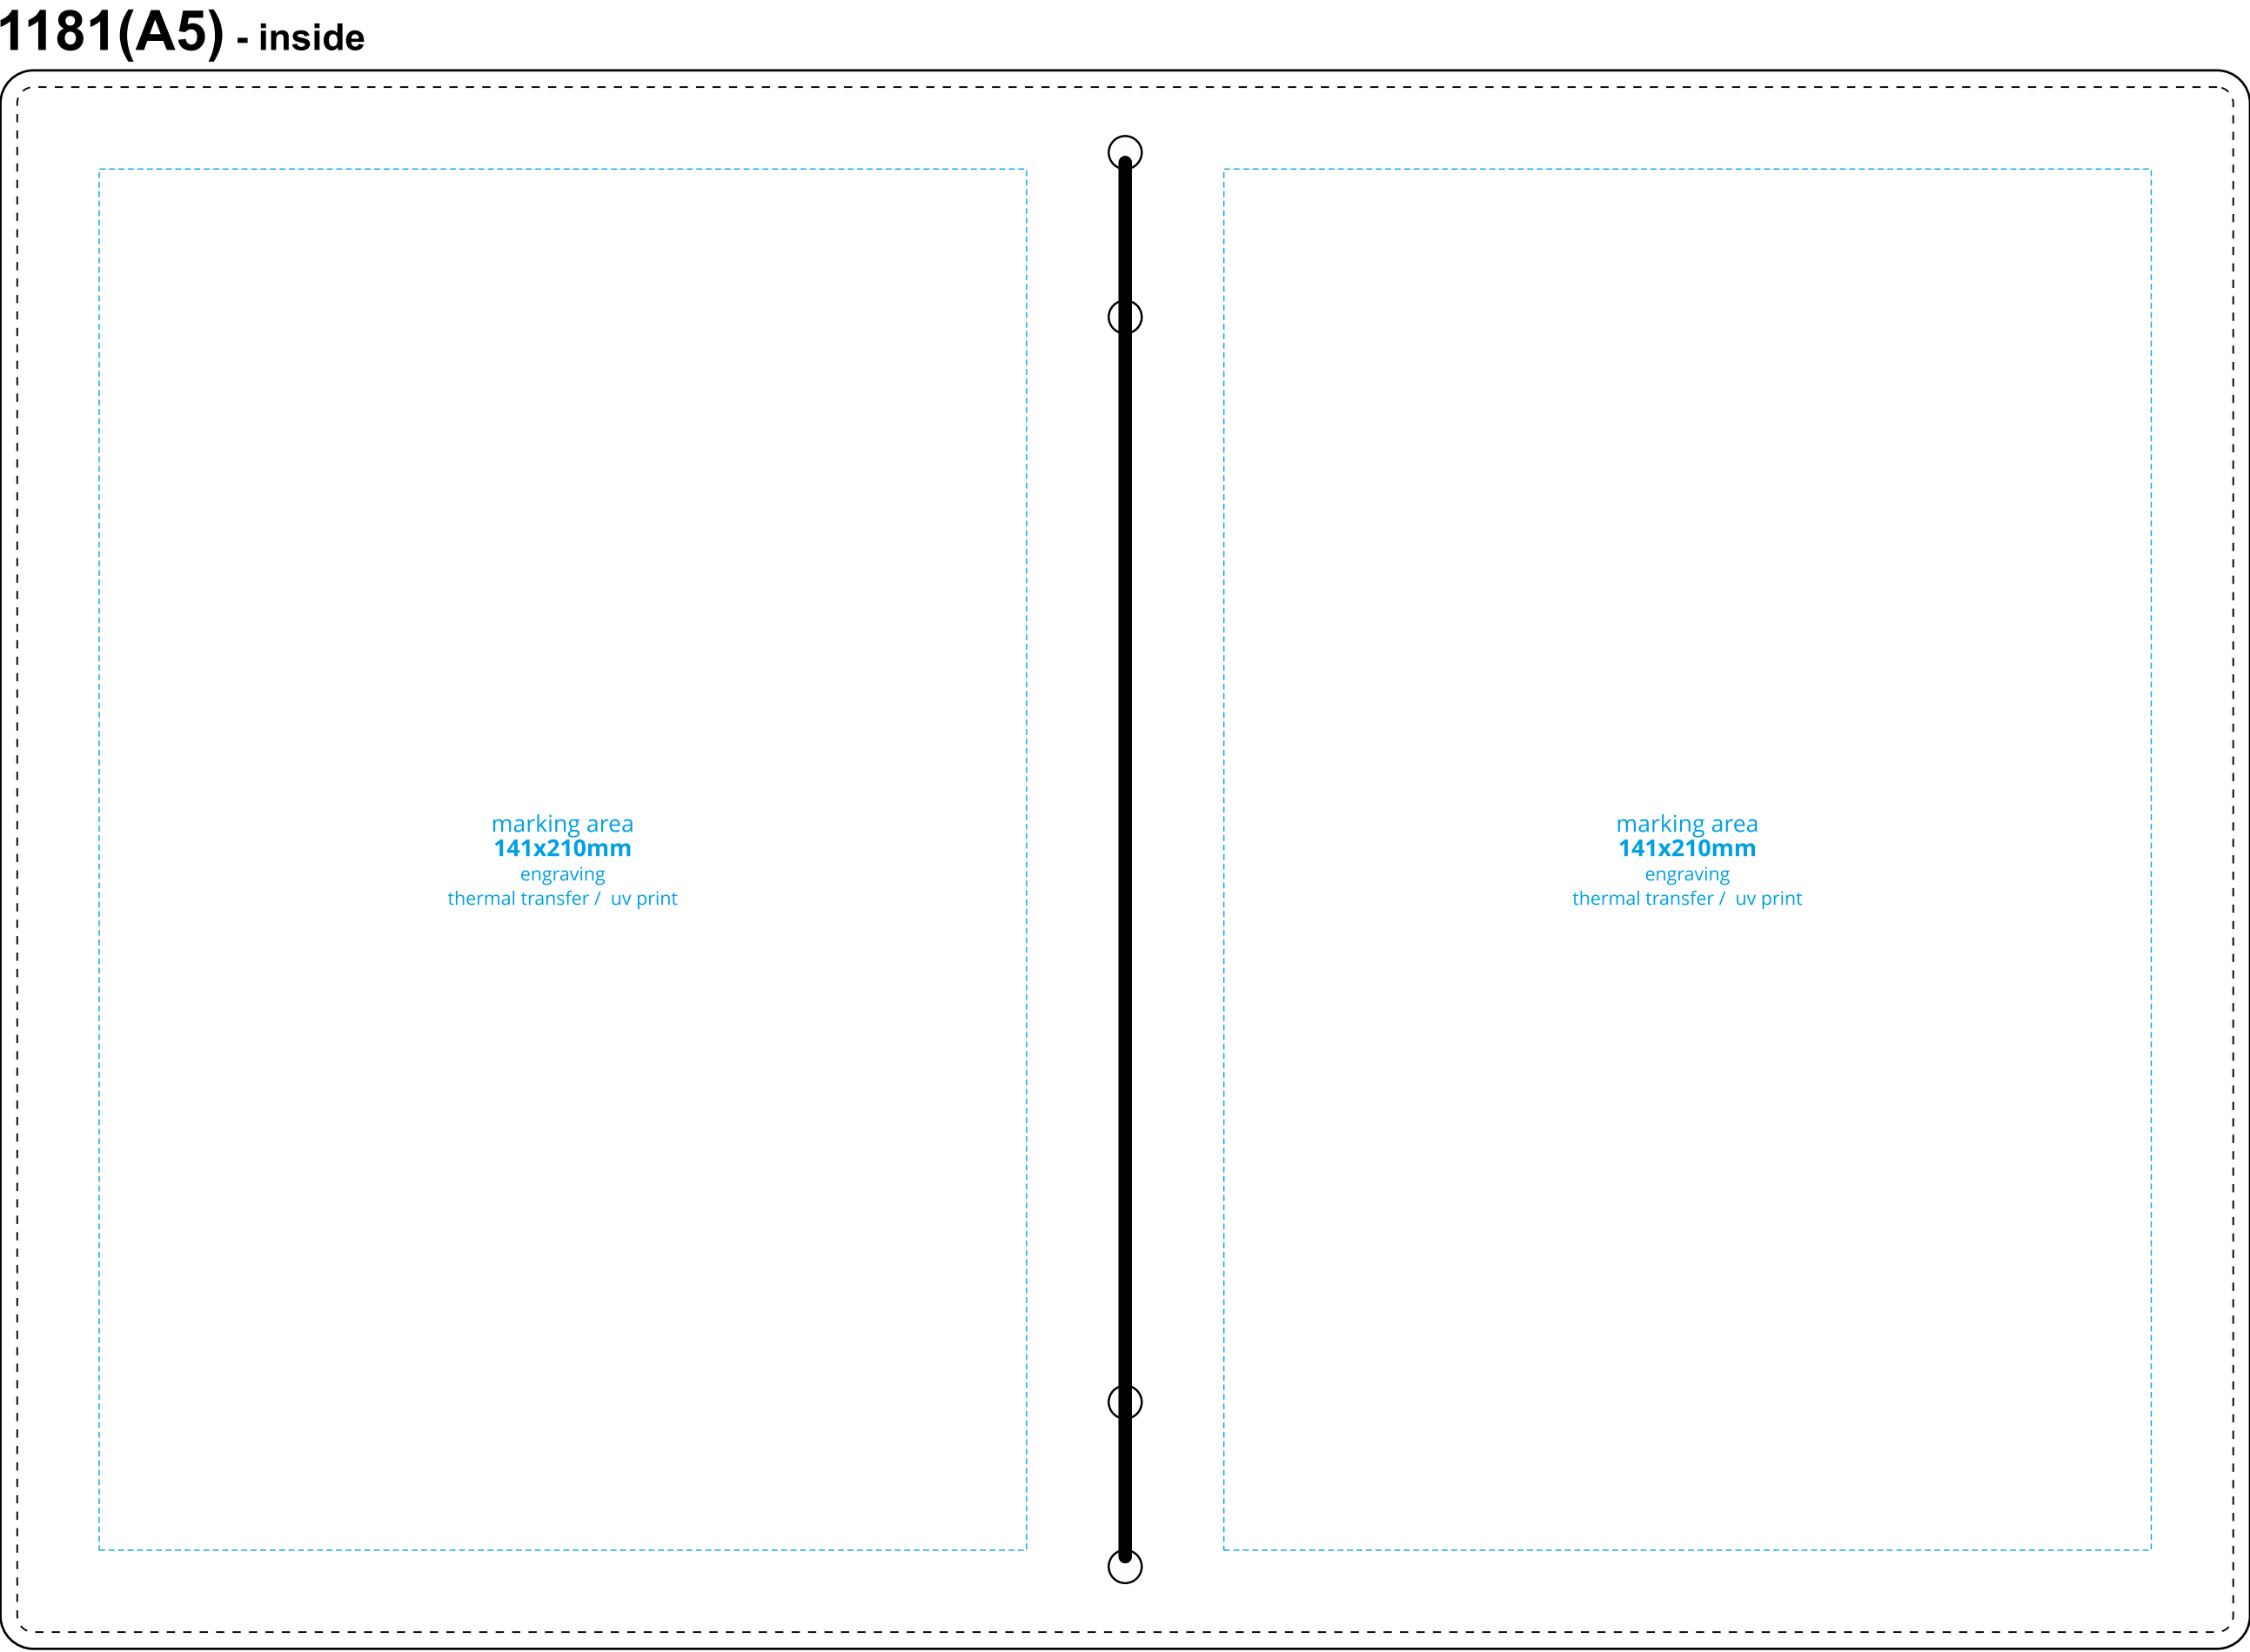 1181(A5) - inside
marking area
141x210mm
engraving
thermal transfer / uv print
marking area
141x210mm
engraving
thermal transfer / uv print